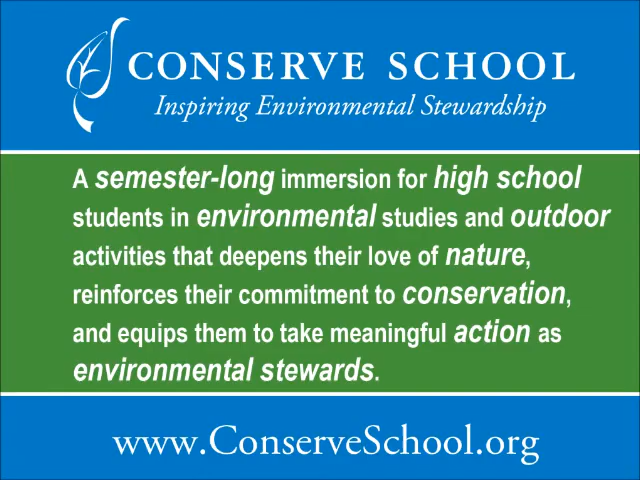 CONSERVE SCHOOL
Inspiring Environmental Stewardship
A semester-long immersion for high school
students in environmental studies and outdoor
activities that deepens their love of nature,
reinforces their commitment to conservation,
and equips them to take meaningful action as
environmental stewards.
www.ConserveSchool.org